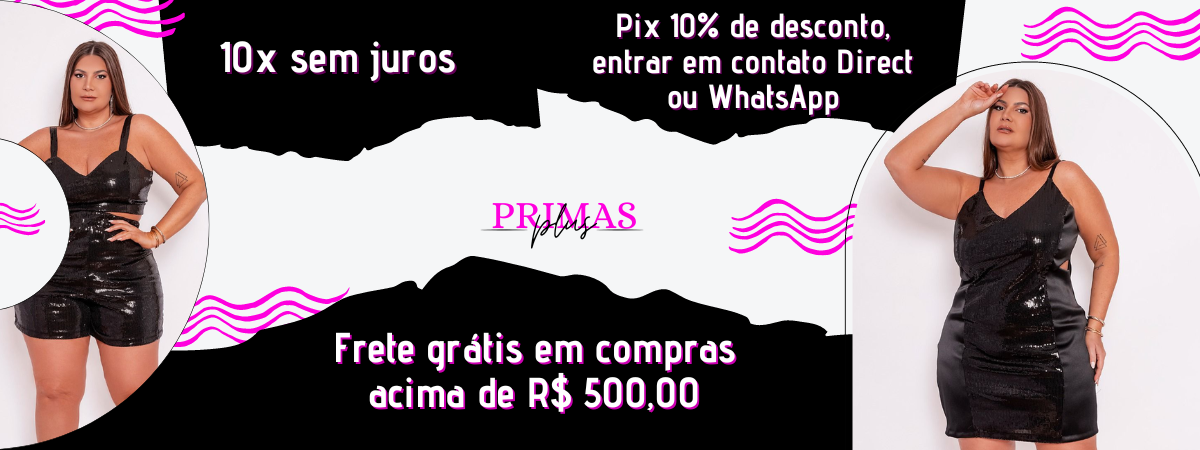 10x sem juros
Pix 10% de desconto,
entrar em contato Direct
ou WhatsApp
PRIMAS
plus
Frete grátis em compras
acima de R$ 500,00